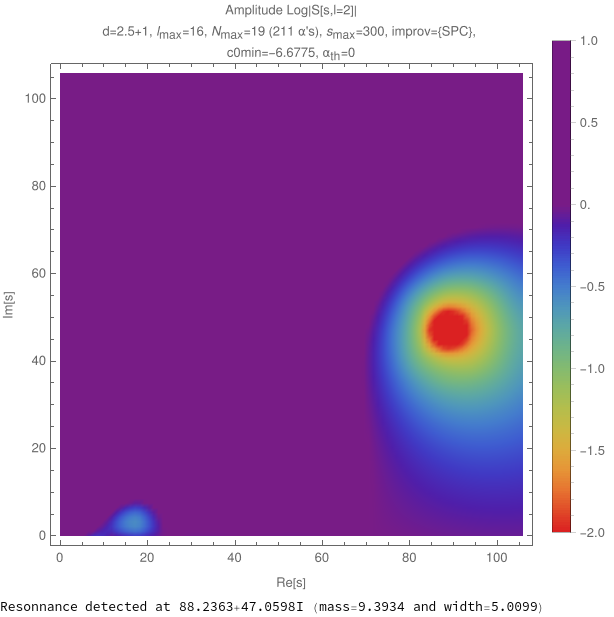 Amplitude Log|S[s,l=2]|
d=2.5+1, lmax=16, Nmax=19 (211 α's), smax=300, improv={SPC},
c0min=−6.6775, αth=0
1.0
0.5
0.
−0.5
−1.0
−1.5
−2.0
100
80
60
40
20
0
Im[s]
0 20 40 60 80 100
Re[s]
Resonnance detected at 88.2363+47.0598I (mass=9.3934 and width=5.0099)